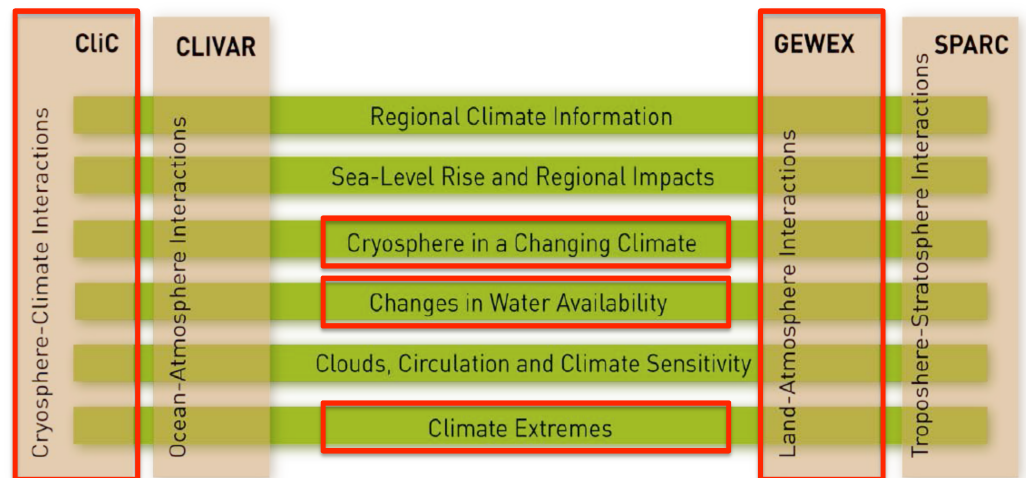 CliC
CLIVAR
GEWEX
SPARC
Cryosphere-Climate Interactions
Ocean-Atmosphere Interactions
Land-Atmosphere Interactions
Troposhere-Stratosphere Interactions
Regional Climate Information
Sea-Level Rise and Regional Impacts
Cryosphere in a Changing Climate
Changes in Water Availability
Clouds, Circulation and Climate Sensitivity
Climate Extremes